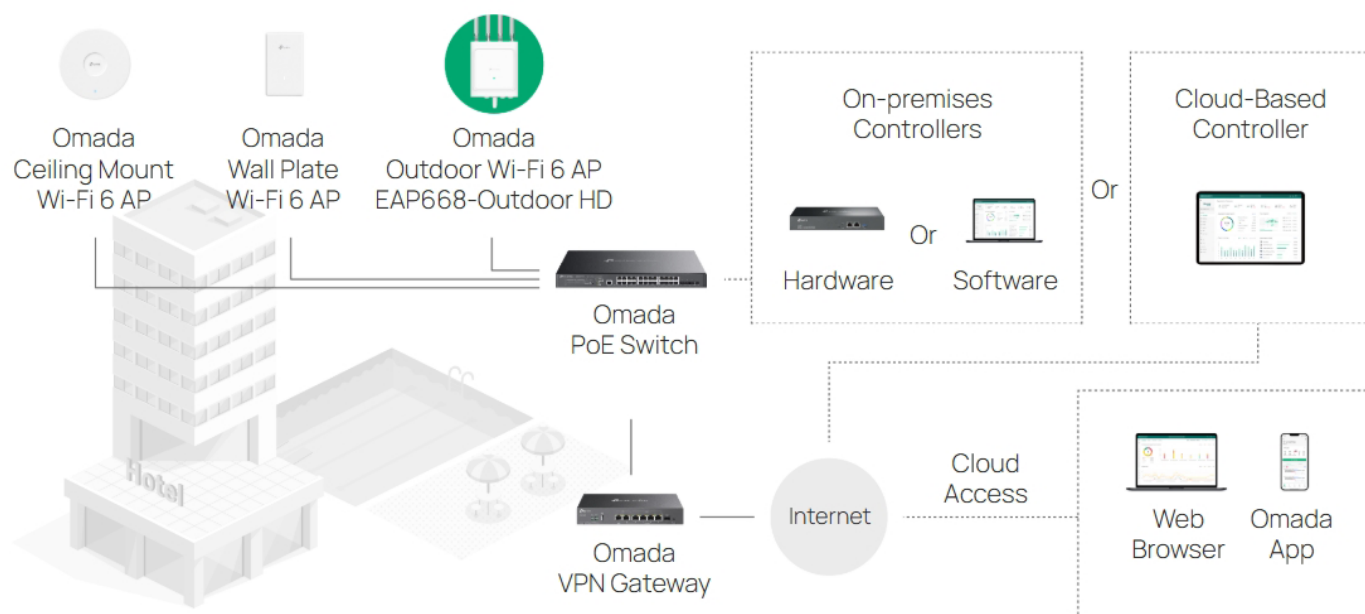 Omada
Ceiling Mount
Wi-Fi 6 AP
Omada
Wall Plate
Wi-Fi 6 AP
Omada
Outdoor Wi-Fi 6 AP
EAP668-Outdoor HD
On-premises
Controllers
Hardware
Or
Software
Or
Cloud-Based
Controller
Omada
PoE Switch
Hotel
Omada
VPN Gateway
Internet
Cloud
Access
Web
Browser
Omada
App